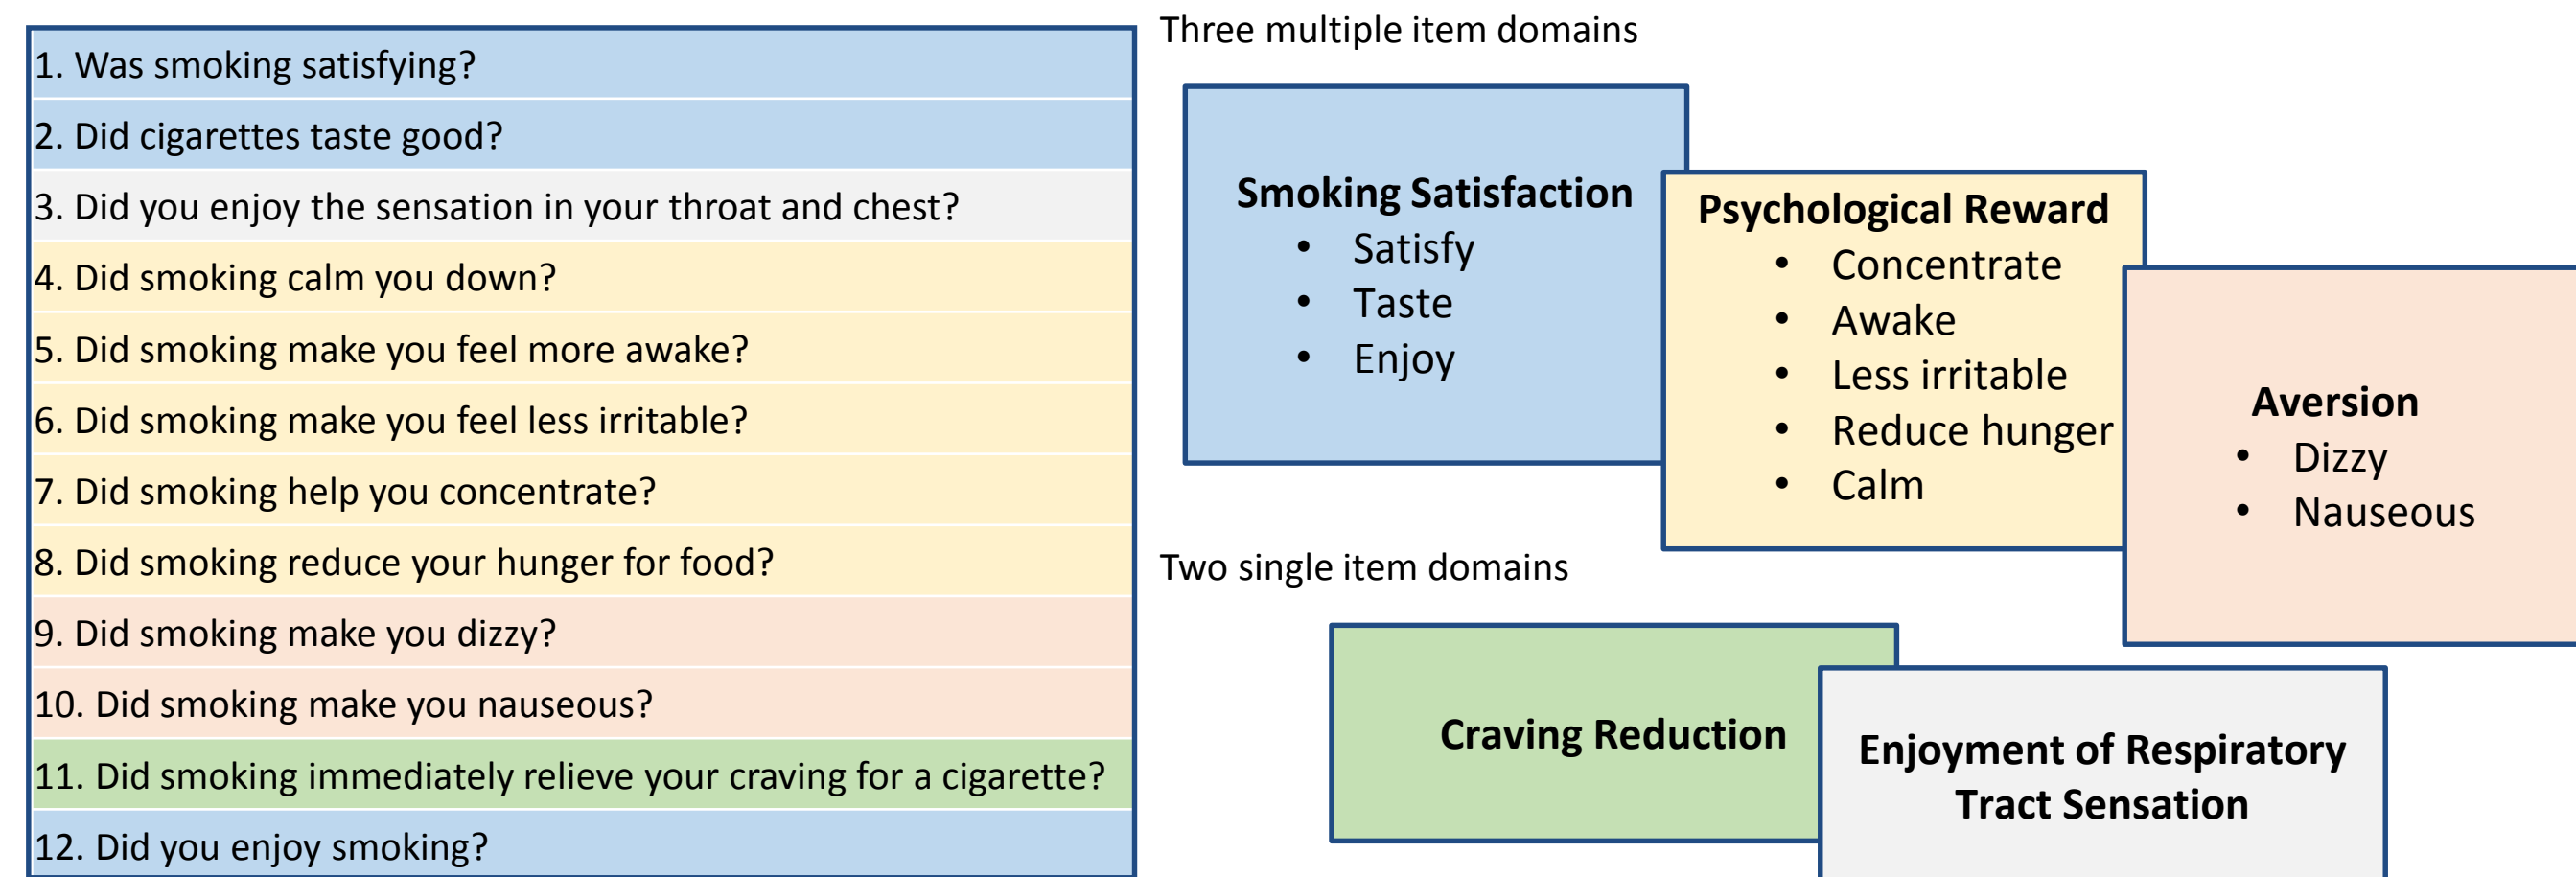 1. Was smoking satisfying?
2. Did cigarettes taste good?
3. Did you enjoy the sensation in your throat and chest?
4. Did smoking calm you down?
5. Did smoking make you feel more awake?
6. Did smoking make you feel less irritable?
7. Did smoking help you concentrate?
8. Did smoking reduce your hunger for food?
9. Did smoking make you dizzy?
10. Did smoking make you nauseous?
11. Did smoking immediately relieve your craving for a cigarette?
12. Did you enjoy smoking?
Three multiple item domains
Smoking Satisfaction
• Satisfy
• Taste
• Enjoy
Psychological Reward
• Concentrate
• Awake
• Less irritable
• Reduce hunger
• Calm
Aversion
• Dizzy
• Nauseous
Two single item domains
Craving Reduction
Enjoyment of Respiratory
Tract Sensation